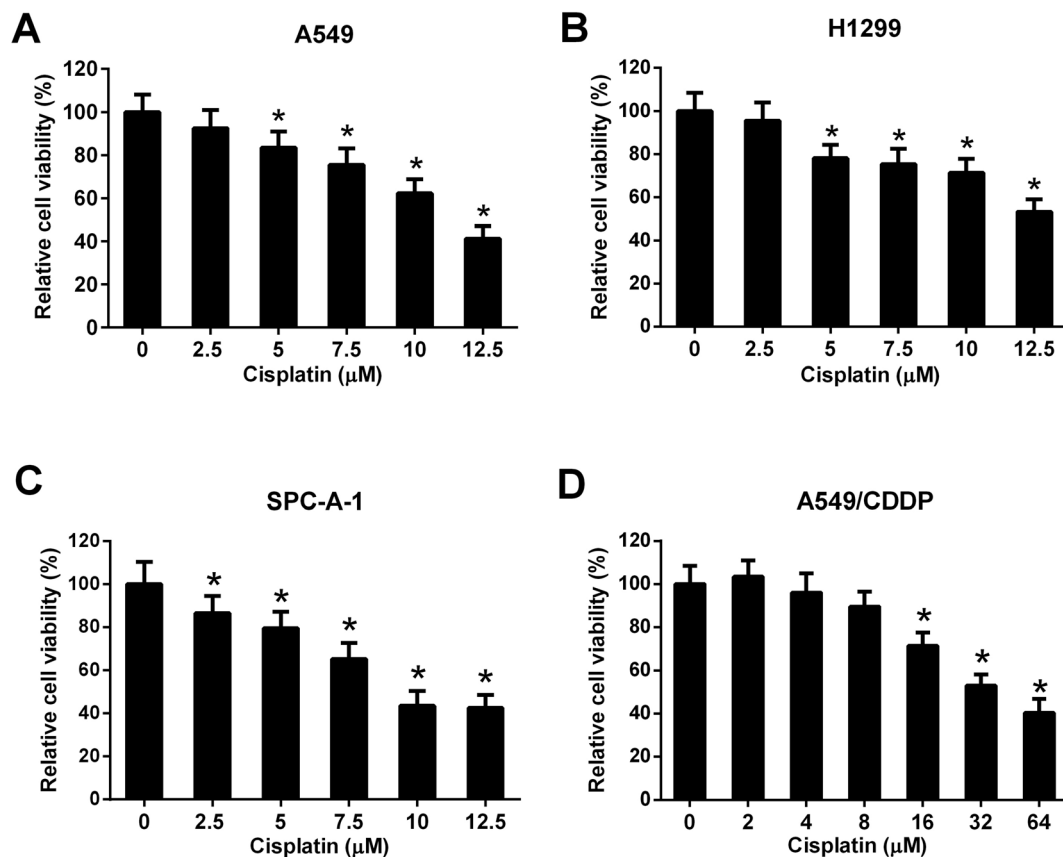 A
A549
Relative cell viability (%)
120
100
80
60
40
20
0
* * * *
0 2.5 5 7.5 10 12.5
Cisplatin (μM)
B
H1299
Relative cell viability (%)
120
100
80
60
40
20
0
* * * *
0 2.5 5 7.5 10 12.5
Cisplatin (μM)
C
SPC-A-1
Relative cell viability (%)
120
100
80
60
40
20
0
* * * * *
0 2.5 5 7.5 10 12.5
Cisplatin (μM)
D
A549/CDDP
Relative cell viability (%)
120
100
80
60
40
20
0
* * *
0 2 4 8 16 32 64
Cisplatin (μM)